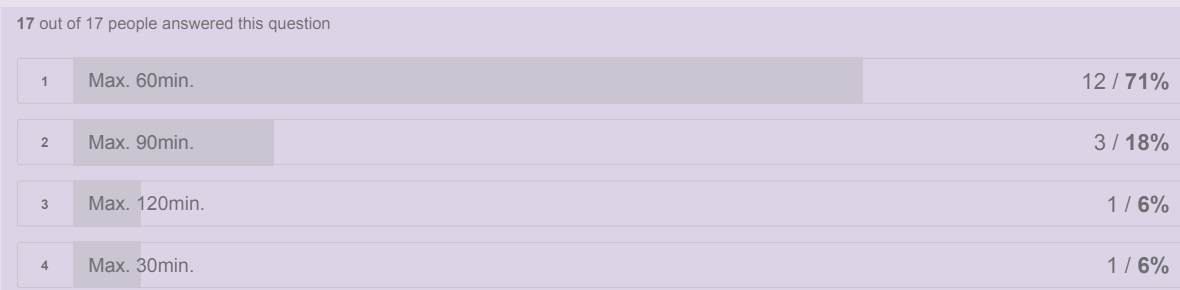 17 out of 17 people answered this question
1 Max. 60min. 12 / 71%
2 Max. 90min. 3 / 18%
3 Max. 120min. 1 / 6%
4 Max. 30min. 1 / 6%